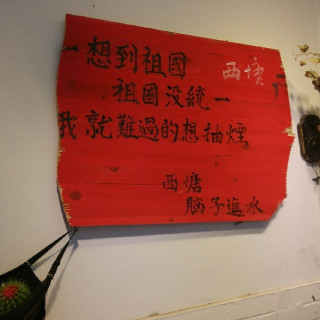 一想到祖國
西塘
祖國没統一
我就難過的想抽煙
西塘
脑子進水